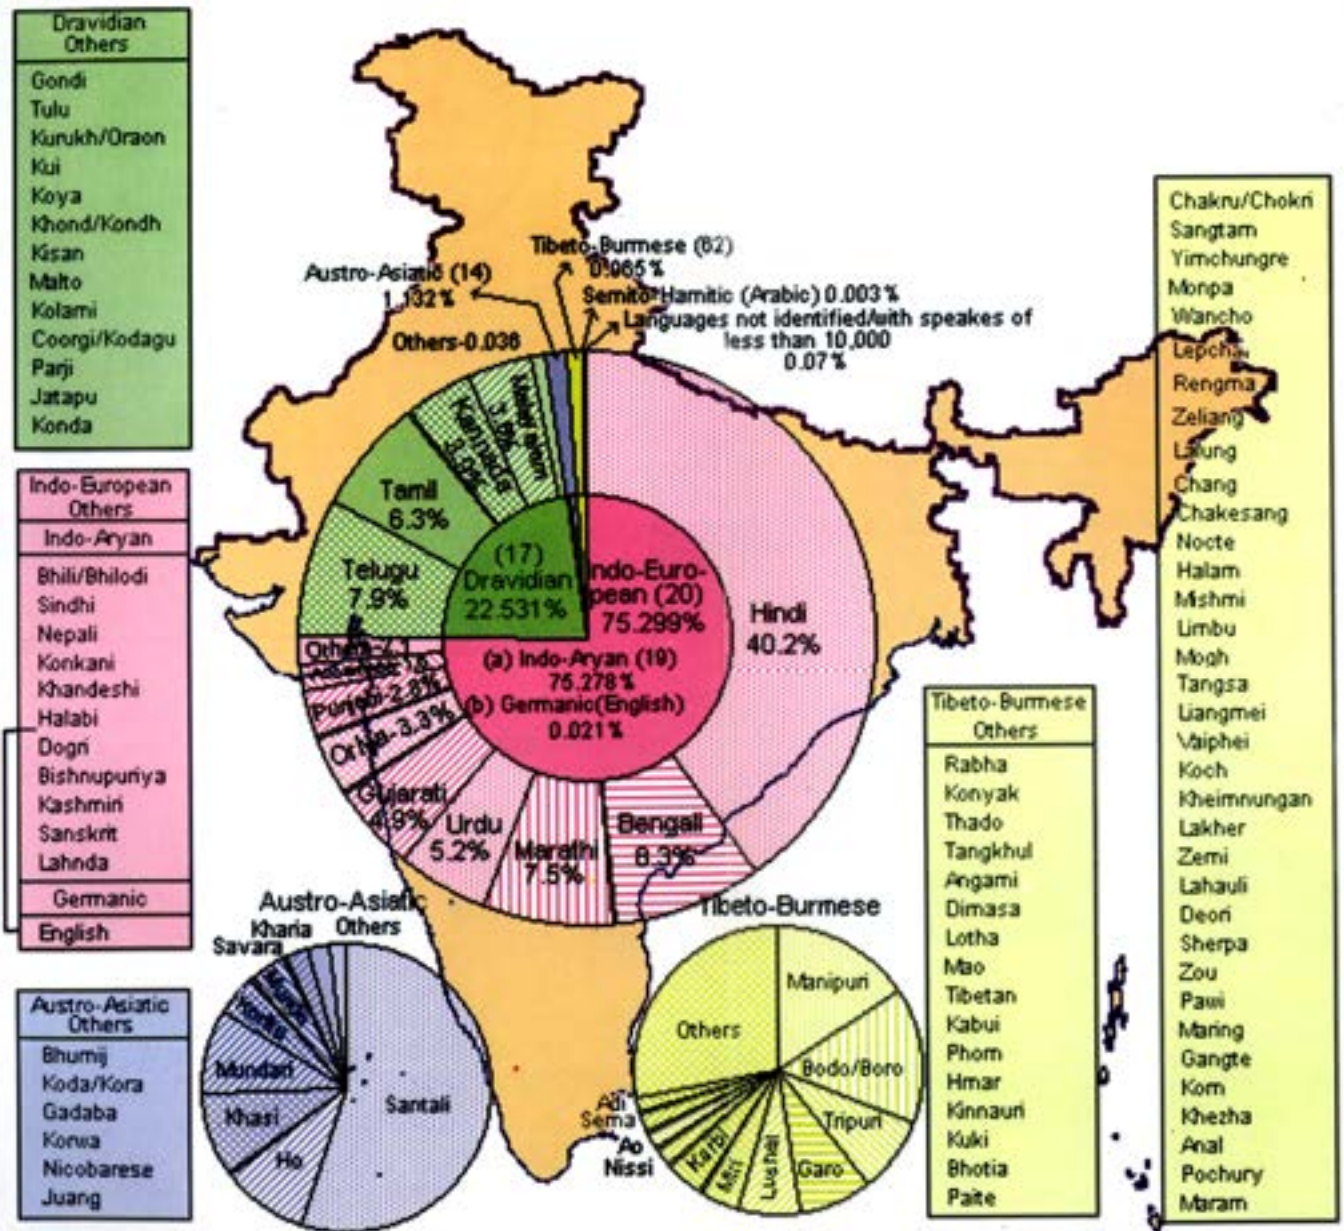 Dravidian
Others
Gondi
Tulu
Kurukh/Oraon
Kui
Koya
Khond/Kondh
Kisan
Malto
Kolami
Coorgi/Kodagu
Parji
Jatapu
Konda
Indo-European
Others
Indo-Aryan
Bhili/Bhilodi
Sindhi
Nepali
Konkani
Khandeshi
Halabi
Dogri
Bishnupuriya
Kashmiri
Sanskrit
Lahnda
Germanic
English
Austro-Asiatic
Others
Bhumij
Koda/Kora
Gadaba
Korwa
Nicobarese
Juang
Tibeto-Burmese (62)
0.965%
Austro-Asiatic (14)
1.132%
Semito-Hamitic (Arabic) 0.003%
Languages not identified/with speakes of
less than 10,000
0.07%
Others-0.036
Kannada
Tamil
6.3%
Telugu
7.9%
(17)
Dravidian
22.531%
Indo-Euro-
pean (20)
75.299%
(a) Indo-Aryan (19)
75.278%
(b) Germanic(English)
0.021%
Hindi
40.2%
Punjabi-2.8%
Oriya-3.3%
Gujarati
4.9%
Urdu
5.2%
Marathi
7.5%
Bengali
8.3%
Austro-Asiatic
Savara
Kharia
Others
Mundari
Khasi
Ho
Santali
Tibeto-Burmese
Manipuri
Bodo/Boro
Tripuri
Garo
Lushai
Miri
Karbi
Nissi
Ao
Sema
Adi
Others
Tibeto-Burmese
Others
Rabha
Konyak
Thado
Tangkhul
Angami
Dimasa
Lotha
Mao
Tibetan
Kabui
Phom
Hmar
Kinnauri
Kuki
Bhotia
Paite
Chakru/Chokri
Sangtam
Yimchungre
Monpa
Wancho
Lepcha
Rengma
Zeliang
Lalung
Chang
Chakesang
Nocte
Halam
Mishmi
Limbu
Mogh
Tangsa
Liangmei
Vaiphei
Koch
Kheimnungan
Lakher
Zemi
Lahauli
Deori
Sherpa
Zou
Pawi
Maring
Gangte
Kom
Khezha
Anal
Pochury
Maram